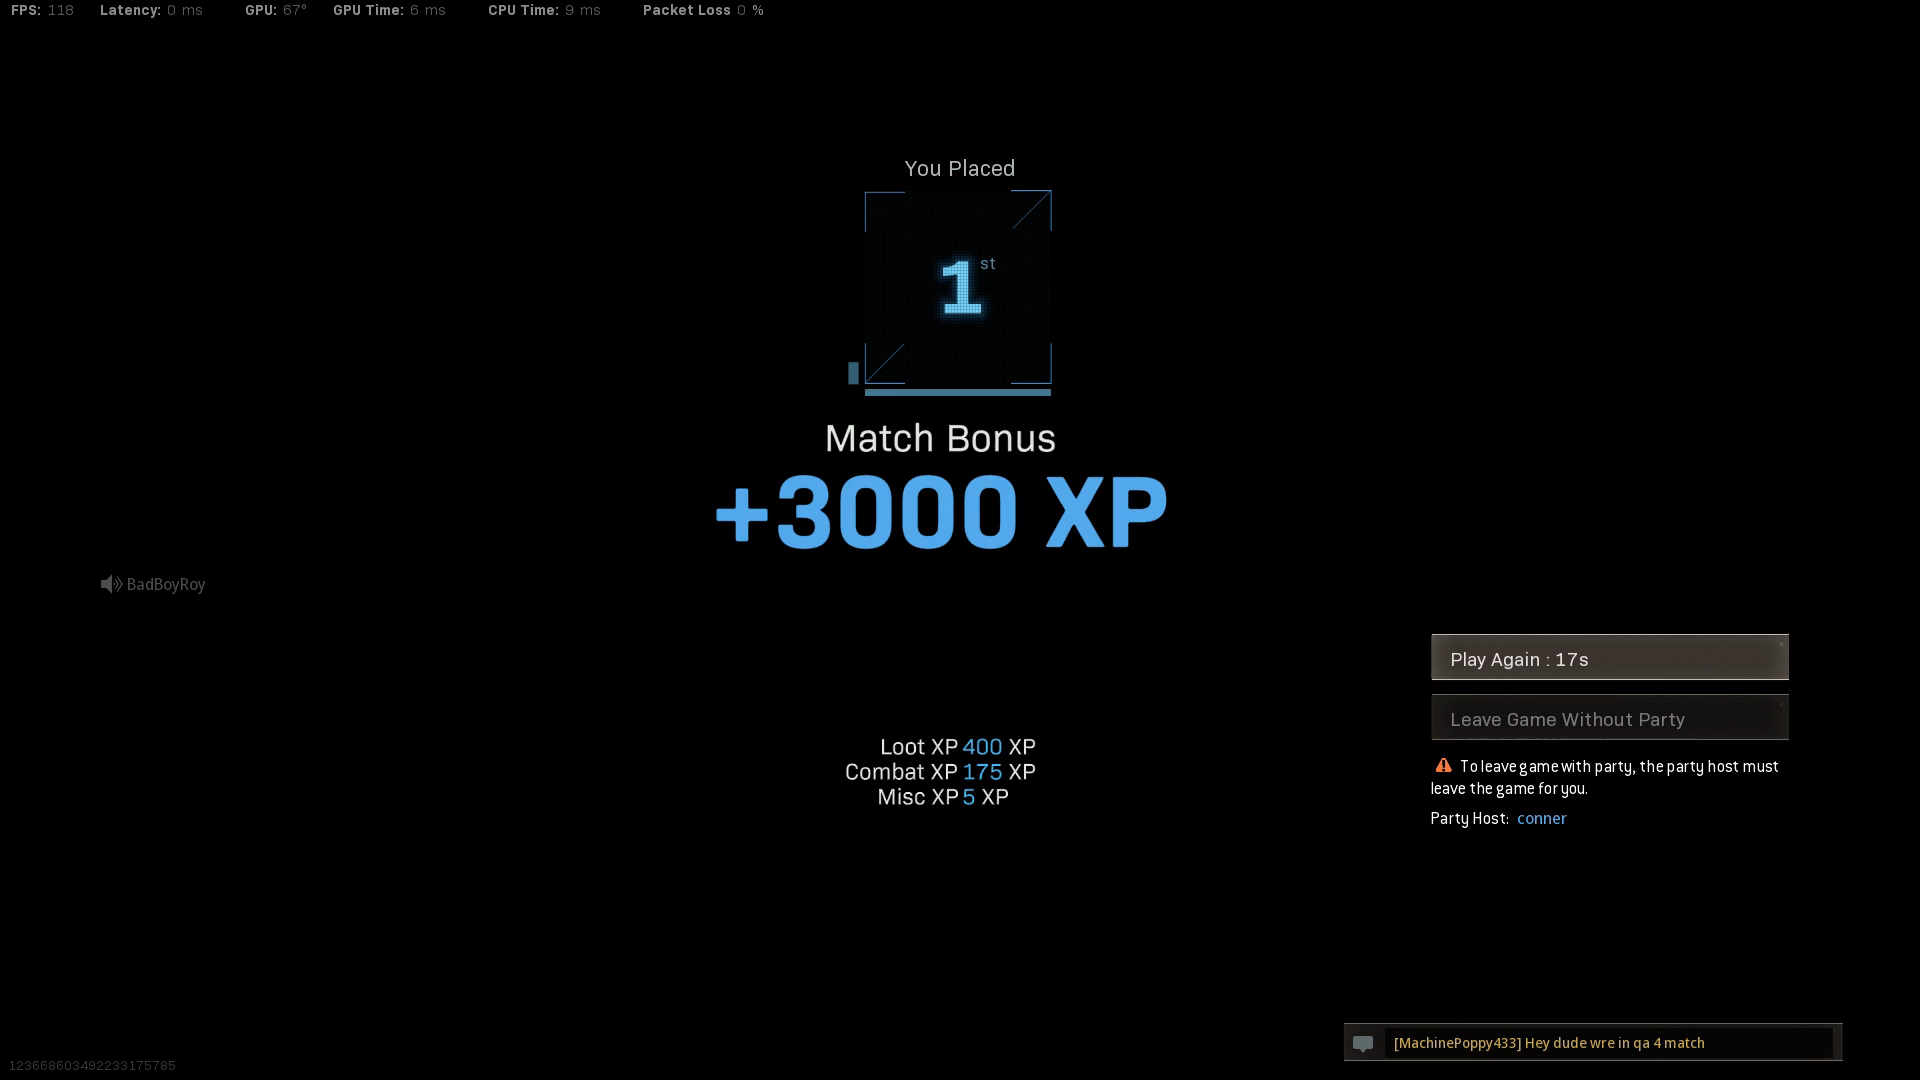 FPS: 118 Latency: 0 ms GPU: 67° GPU Time: 6 ms CPU Time: 9 ms Packet Loss 0 %
You Placed
1st
Match Bonus
+3000 XP
BadBoyRoy
Play Again : 17s
Leave Game Without Party
Loot XP 400 XP
Combat XP 175 XP
Misc XP 5 XP
To leave game with party, the party host must
leave the game for you.
Party Host: conner
[MachinePoppy433] Hey dude wre in qa 4 match
123668603492233175785